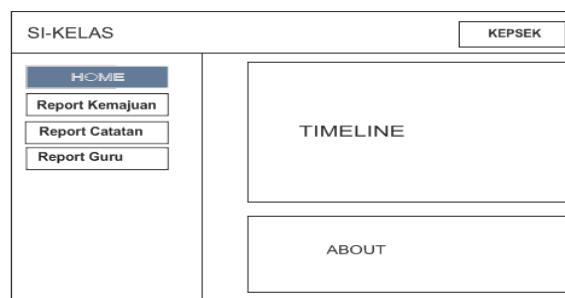 SI-KELAS
KEPSEK
HOME
Report Kemajuan
Report Catatan
Report Guru
TIMELINE
ABOUT